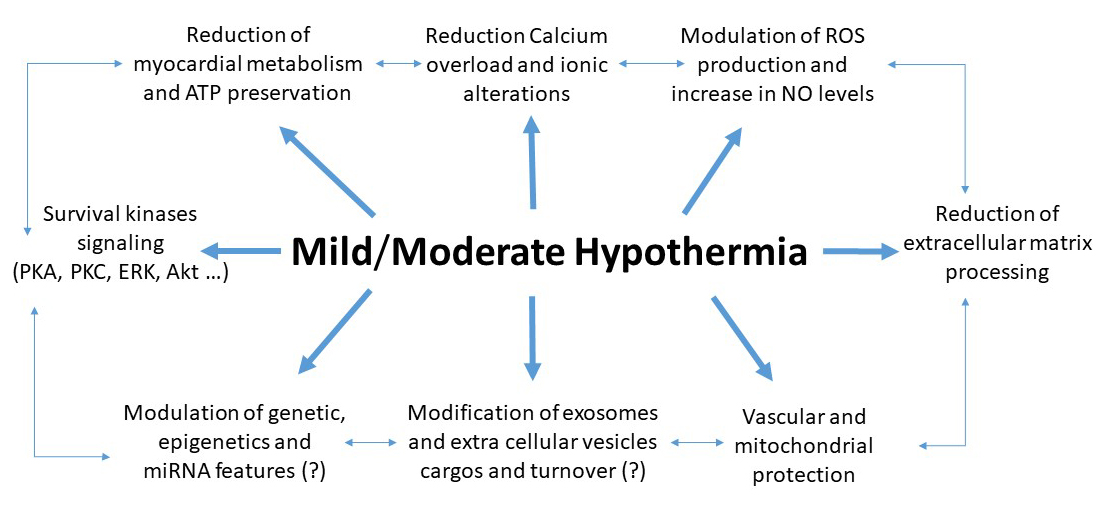 Reduction of
myocardial metabolism
and ATP preservation
Reduction Calcium
overload and ionic
alterations
Modulation of ROS
production and
increase in NO levels
Survival kinases
signaling
(PKA, PKC, ERK, Akt ...)
Mild/Moderate Hypothermia
Reduction of
extracellular matrix
processing
Modulation of genetic,
epigenetics and
miRNA features (?)
Modification of exosomes
and extra cellular vesicles
cargos and turnover (?)
Vascular and
mitochondrial
protection